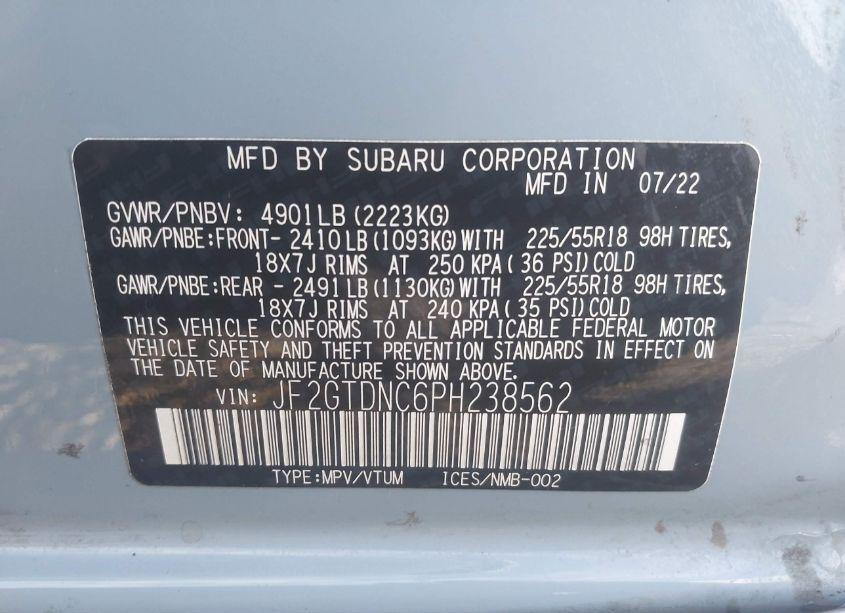 MFD BY SUBARU CORPORATION
MFD IN 07/22
GVWR/PNBV: 4901LB (2223KG)
GAWR/PNBE:FRONT- 2410LB (1093KG) WITH 225/55R18 98H TIRES,
18X7J RIMS AT 250 KPA ( 36 PSI) COLD
GAWR/PNBE:REAR - 2491LB (1130KG) WITH 225/55R18 98H TIRES,
18X7J RIMS AT 240 KPA ( 35 PSI) COLD
THIS VEHICLE CONFORMS TO ALL APPLICABLE FEDERAL MOTOR
VEHICLE SAFETY AND THEFT PREVENTION STANDARDS IN EFFECT ON
THE DATE OF MANUFACTURE SHOWN ABOVE.
VIN: JF2GTDNC6PH238562
TYPE:MPV/VTUM ICES/NMB-002